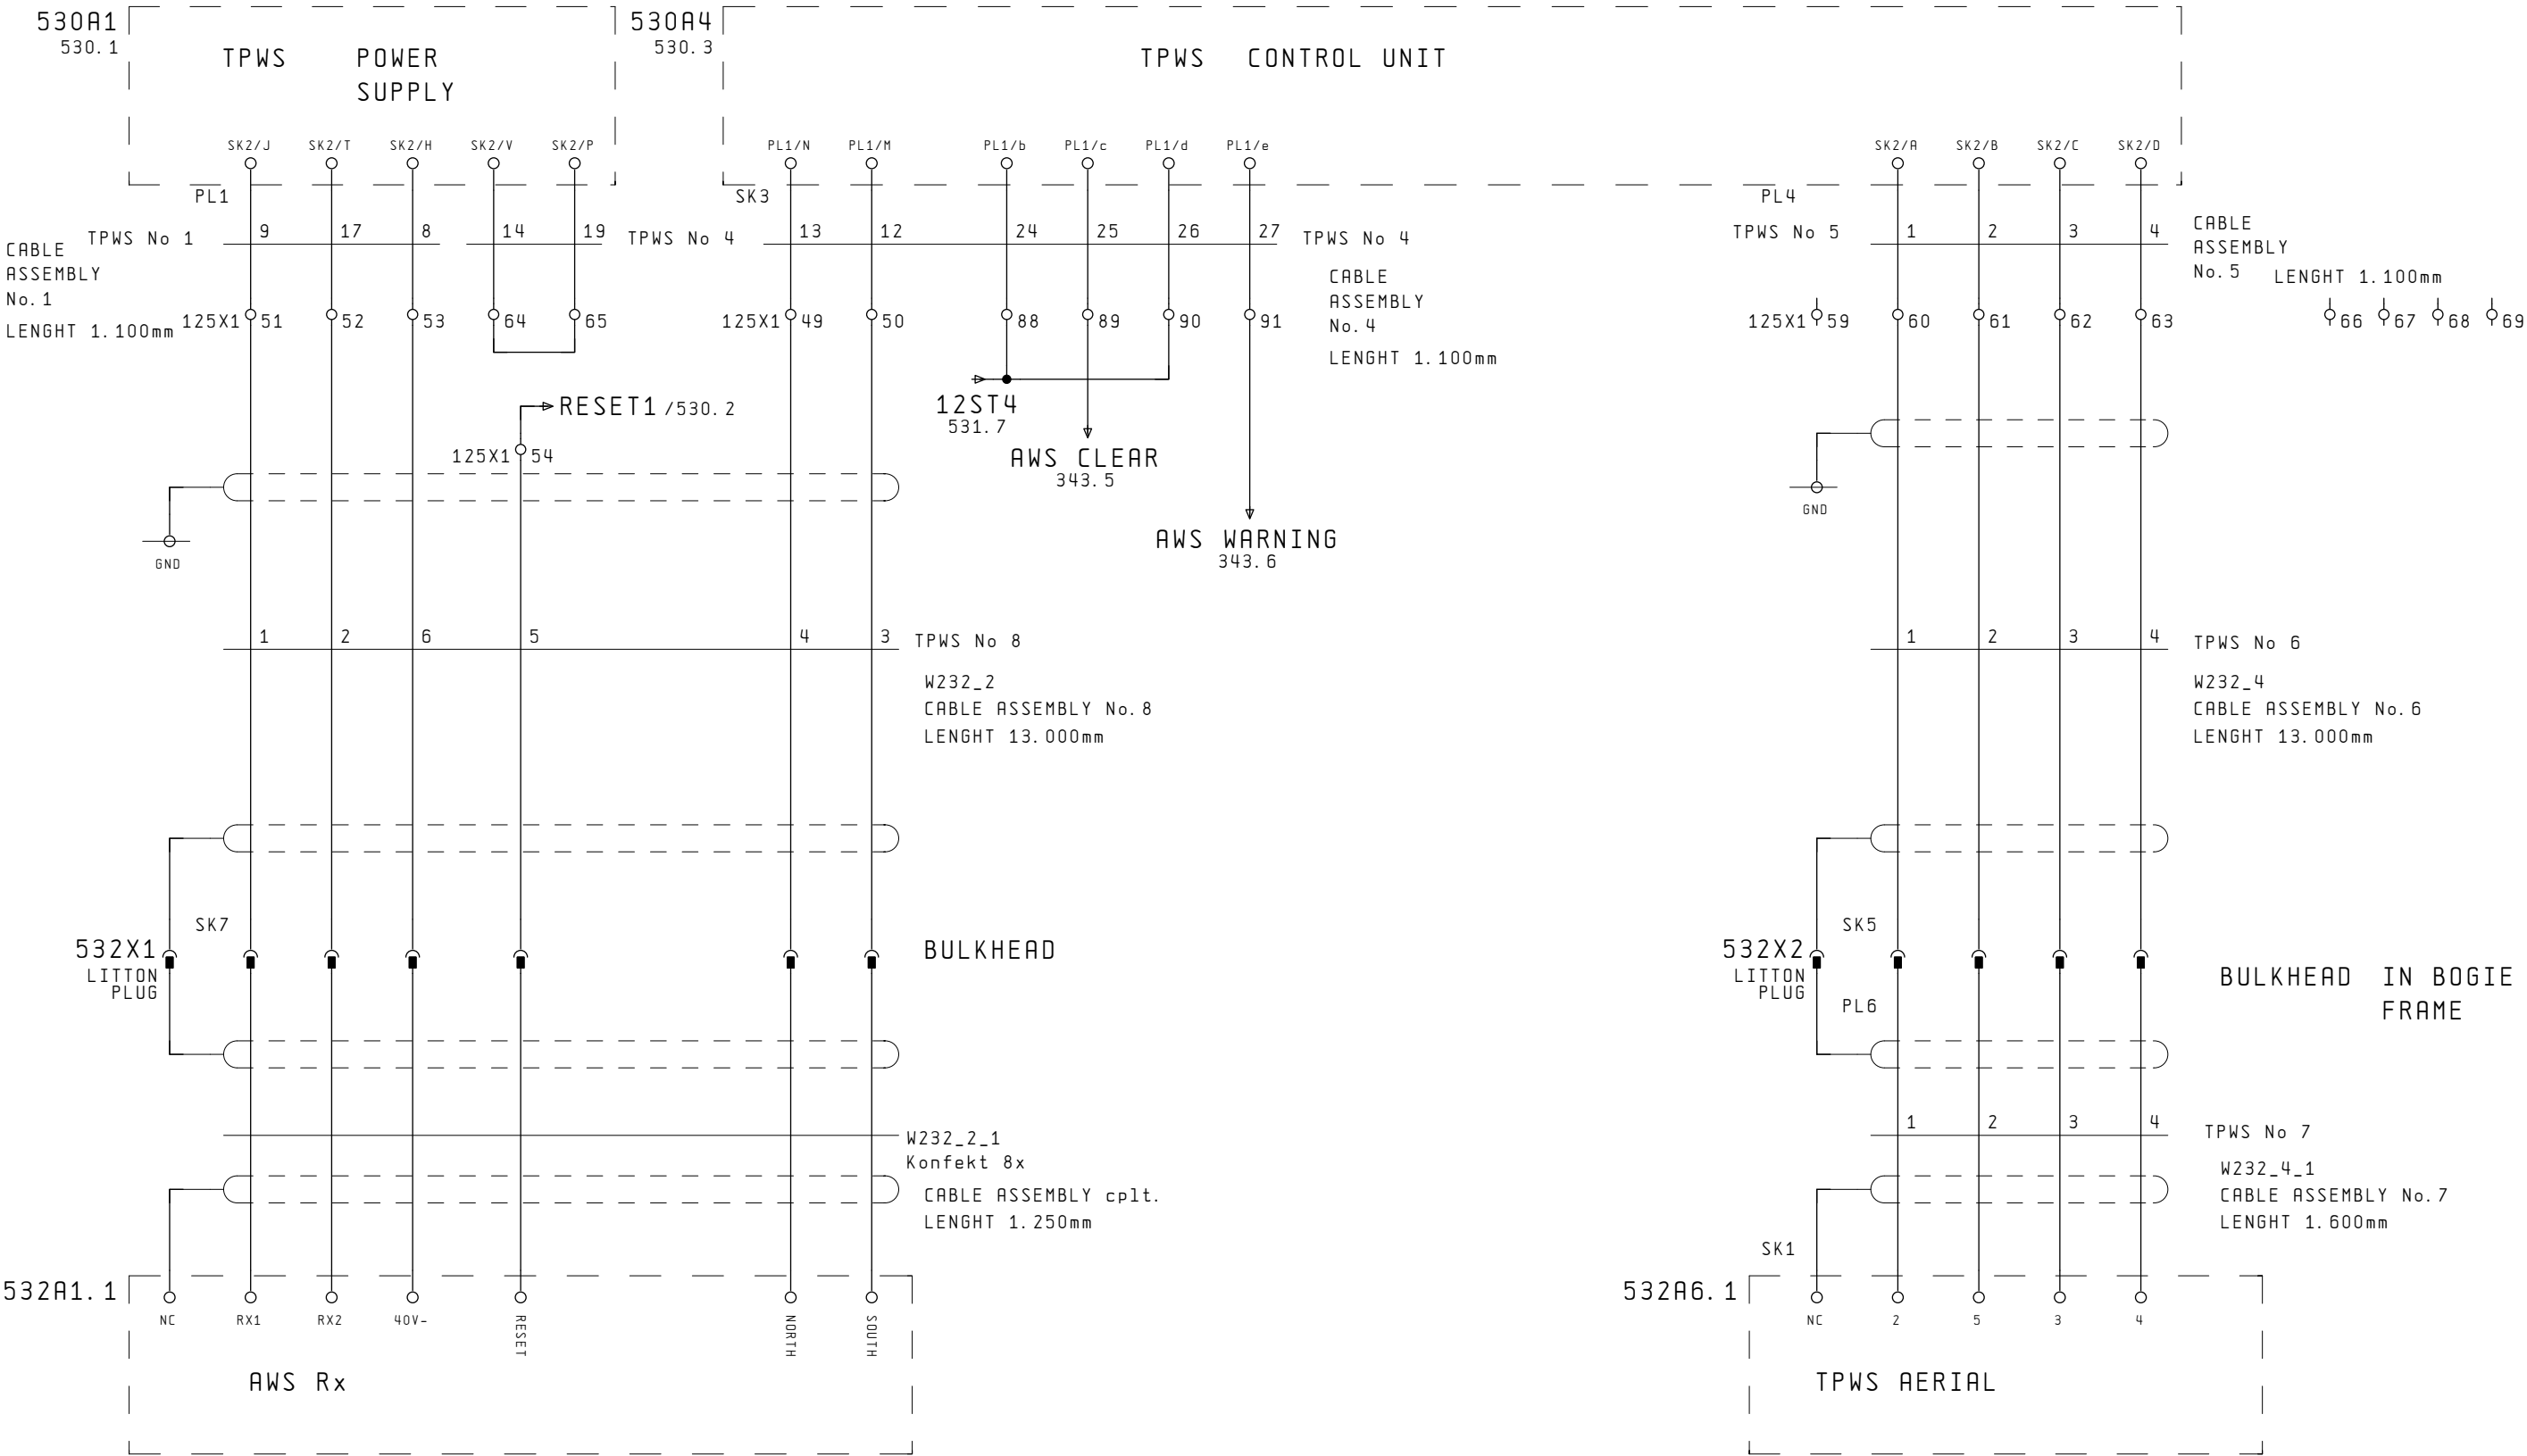 530A1
530.1
TPWS POWER
SUPPLY
530A4
530.3
TPWS CONTROL UNIT
SK2/J SK2/T SK2/H SK2/V SK2/P
PL1/N PL1/M PL1/b PL1/c PL1/d PL1/e
SK2/A SK2/B SK2/C SK2/D
PL1
SK3
PL4
CABLE
ASSEMBLY
No.1
LENGHT 1.100mm
TPWS No 1
9 17 8 14 19
TPWS No 4
13 12 24 25 26 27
TPWS No 4
CABLE
ASSEMBLY
No.4
LENGHT 1.100mm
TPWS No 5
1 2 3 4
CABLE
ASSEMBLY
No.5 LENGHT 1.100mm
125X1 51 52 53 64 65
125X1 49 50 88 89 90 91
125X1 59 60 61 62 63
66 67 68 69
RESET1 /530.2
125X1 54
12ST4
531.7
AWS CLEAR
343.5
AWS WARNING
343.6
GND
GND
1 2 6 5 4 3
TPWS No 8
W232_2
CABLE ASSEMBLY No.8
LENGHT 13.000mm
1 2 3 4
TPWS No 6
W232_4
CABLE ASSEMBLY No.6
LENGHT 13.000mm
SK7
532X1
LITTON
PLUG
BULKHEAD
SK5
532X2
LITTON
PLUG
PL6
BULKHEAD IN BOGIE
FRAME
W232_2_1
Konfekt 8x
CABLE ASSEMBLY cplt.
LENGHT 1.250mm
1 2 3 4
TPWS No 7
W232_4_1
CABLE ASSEMBLY No.7
LENGHT 1.600mm
SK1
532A1.1
NC RX1 RX2 40V- RESET NORTH SOUTH
AWS Rx
532A6.1
NC 2 5 3 4
TPWS AERIAL